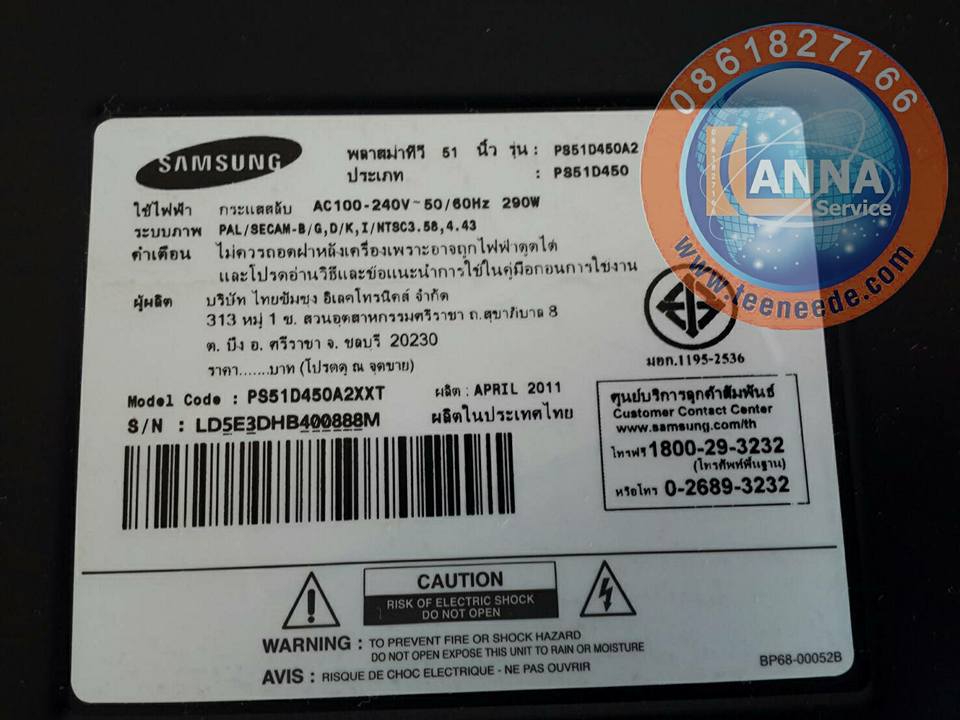 SAMSUNG
พลาสม่าทีวี 51 นิ้ว รุ่น : PS51D450A2
ประเภท : PS51D450
ใช้ไฟฟ้า กระแสสลับ AC100-240V~50/60Hz 290W
ระบบภาพ PAL/SECAM-B/G,D/K,I/NTSC3.58,4.43
คำเตือน ไม่ควรถอดฝาหลังเครื่องเพราะอาจถูกไฟฟ้าดูดได้
และโปรดอ่านวิธีและข้อแนะนำการใช้ในคู่มือก่อนการใช้งาน
ผู้ผลิต บริษัท ไทยซัมซุง อิเลคโทรนิคส์ จำกัด
313 หมู่ 1 ซ. สวนอุตสาหกรรมศรีราชา ถ.สุขาภิบาล 8
ต. บึง อ. ศรีราชา จ. ชลบุรี 20230
ราคา.......บาท (โปรดดู ณ จุดขาย)
Model Code : PS51D450A2XXT ผลิต : APRIL 2011
S/N : LD5E3DHB400888M ผลิตในประเทศไทย
มอก.1195-2536
ศูนย์บริการลูกค้าสัมพันธ์
Customer Contact Center
www.samsung.com/th
โทรฟรี 1800-29-3232
(โทรศัพท์พื้นฐาน)
หรือโทร 0-2689-3232
CAUTION
RISK OF ELECTRIC SHOCK
DO NOT OPEN
WARNING : TO PREVENT FIRE OR SHOCK HAZARD
DO NOT OPEN EXPOSE THIS UNIT TO RAIN OR MOISTURE
AVIS : RISQUE DE CHOC ELECTRIQUE - NE PAS OUVRIR
BP68-00052B
0861827166
LANNA
Service
www.teeneede.com